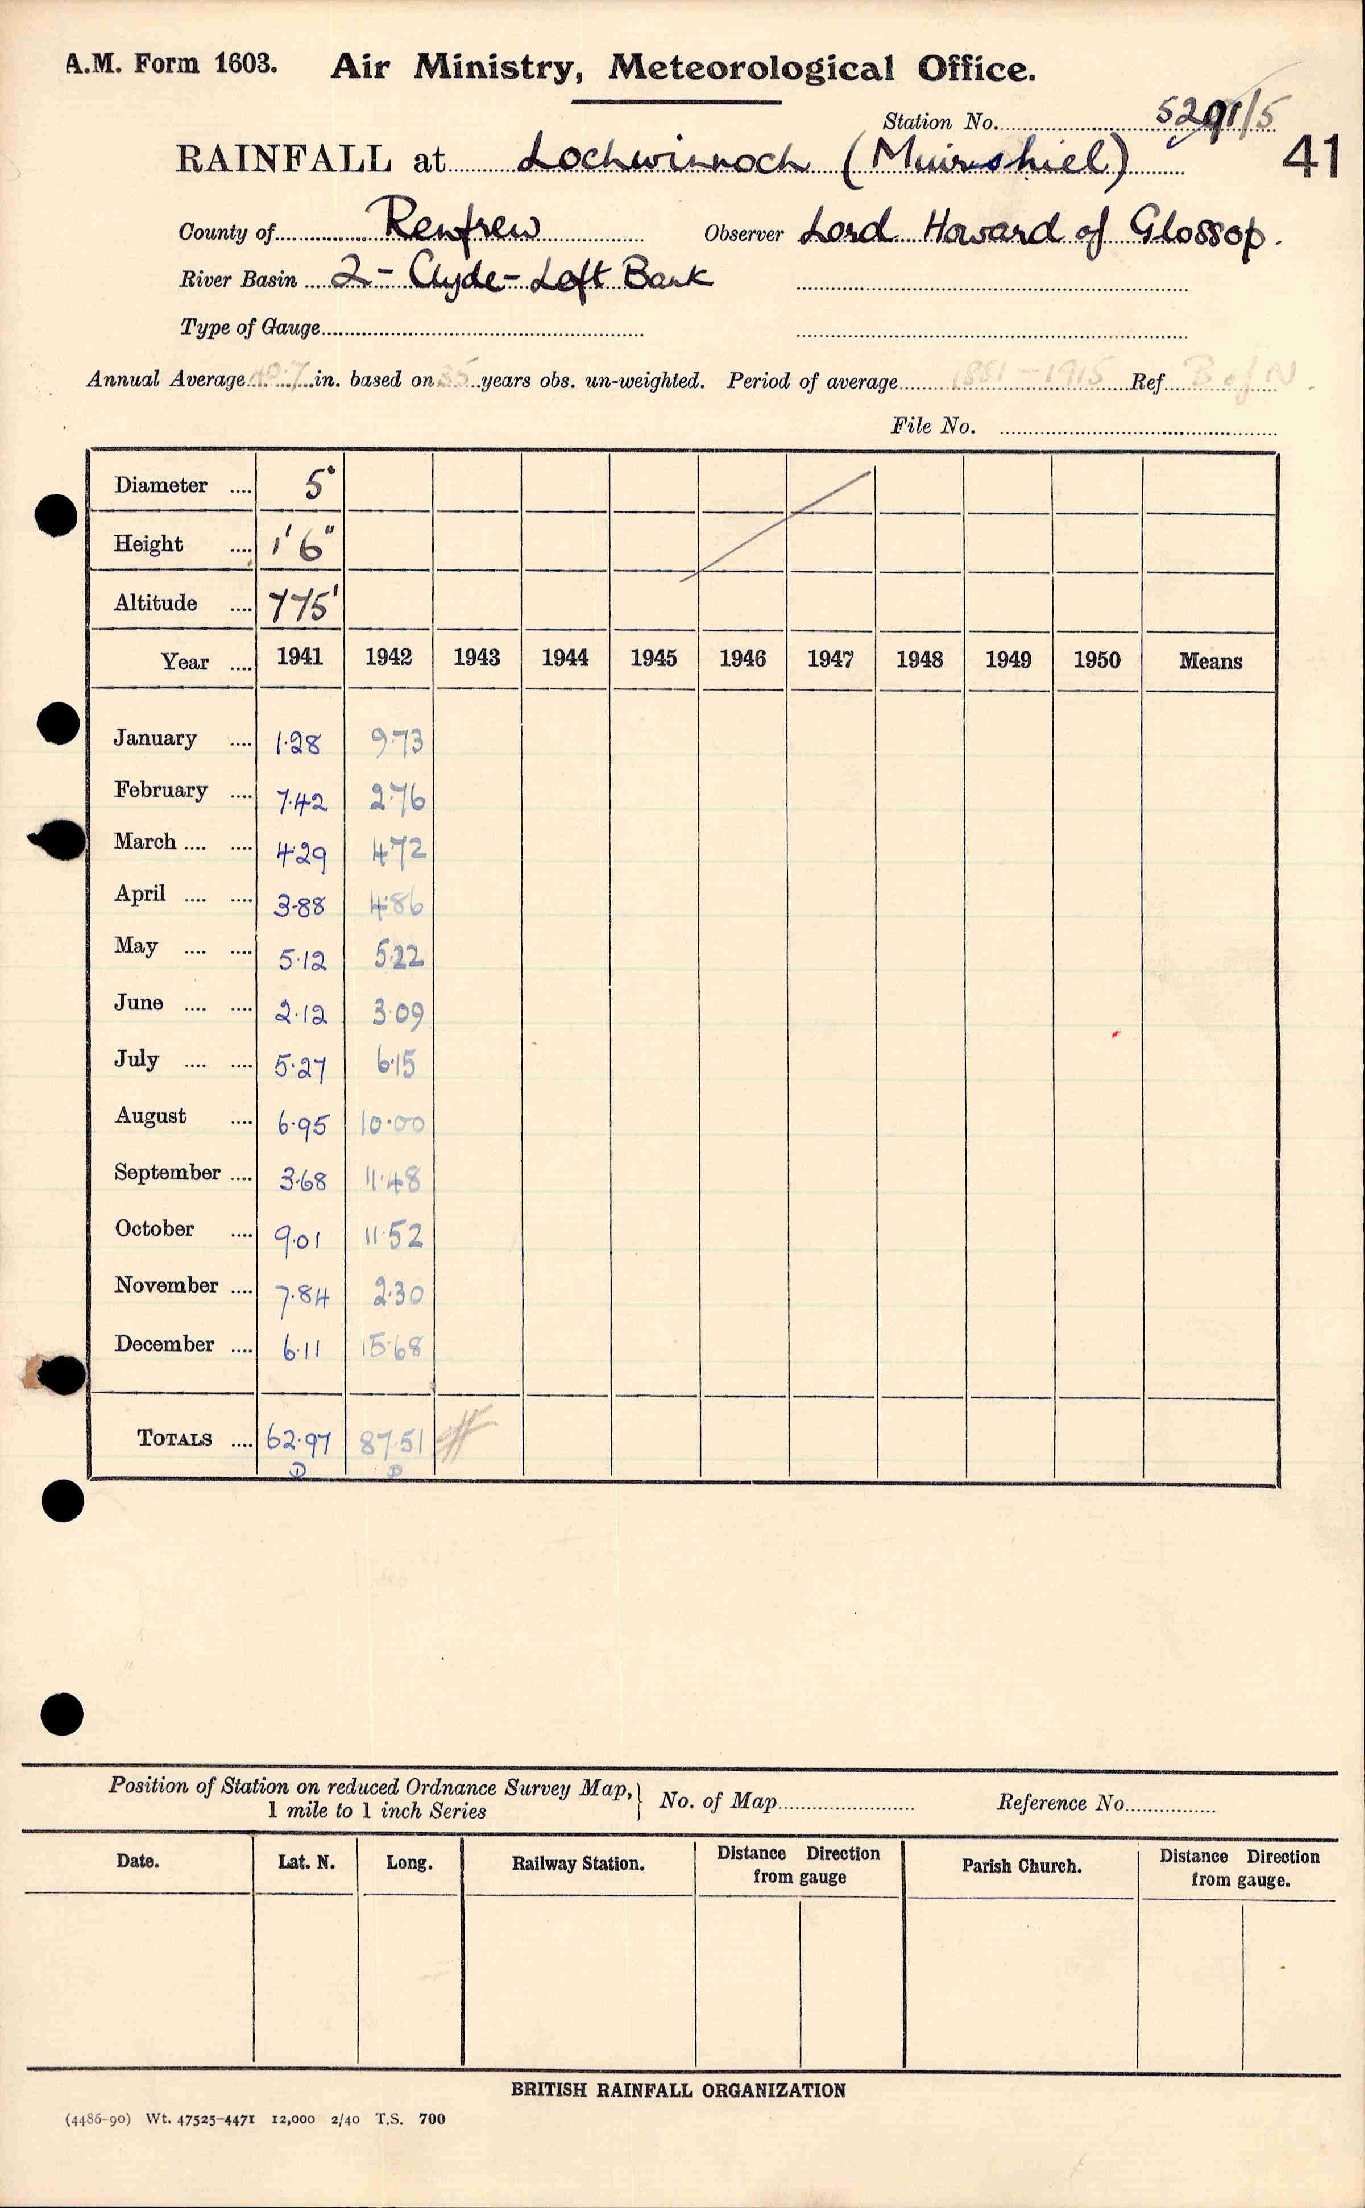 A.M. Form 1603. Air Ministry, Meteorological Office.
Station No. 5291/5
RAINFALL at Lochwinnoch (Muirshiel) 41
County of Renfrew Observer Lord Howard of Glossop.
River Basin 2 - Clyde - Left Bank
Type of Gauge
Annual Average in. based on 35 years obs. un-weighted. Period of average 1881-1915 Ref. B of N.
File No.
Diameter .... 5"
Height .... 1' 6"
Altitude .... 775'
Year .... 1941 1942 1943 1944 1945 1946 1947 1948 1949 1950 Means
January .... 1.28 9.73
February .... 7.42 2.76
March .... .... 4.29 4.72
April .... .... 3.88 4.86
May .... .... 5.12 5.22
June .... .... 2.12 3.09
July .... .... 5.27 6.15
August .... 6.95 10.00
September .... 3.68 11.48
October .... 9.01 11.52
November .... 7.84 2.30
December .... 6.11 15.68
TOTALS .... 62.97 87.51
D D
Position of Station on reduced Ordnance Survey Map, } No. of Map Reference No.
1 mile to 1 inch Series
Date. Lat. N. Long. Railway Station. Distance Direction from gauge Parish Church. Distance Direction from gauge.
BRITISH RAINFALL ORGANIZATION
(4486-90) Wt. 47525-4471 12,000 2/40 T.S. 700